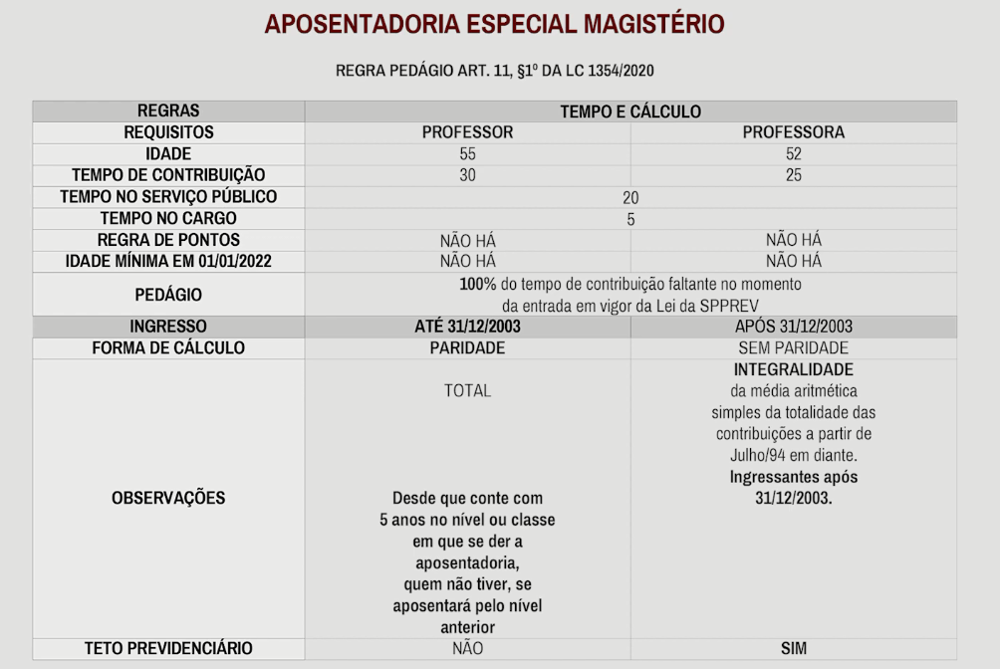 APOSENTADORIA ESPECIAL MAGISTÉRIO
REGRA PEDÁGIO ART. 11, §1º DA LC 1354/2020
REGRAS TEMPO E CÁLCULO
REQUISITOS PROFESSOR PROFESSORA
IDADE 55 52
TEMPO DE CONTRIBUIÇÃO 30 25
TEMPO NO SERVIÇO PÚBLICO 20
TEMPO NO CARGO 5
REGRA DE PONTOS NÃO HÁ NÃO HÁ
IDADE MÍNIMA EM 01/01/2022 NÃO HÁ NÃO HÁ
PEDÁGIO
100% do tempo de contribuição faltante no momento
da entrada em vigor da Lei da SPPREV
INGRESSO ATÉ 31/12/2003 APÓS 31/12/2003
FORMA DE CÁLCULO PARIDADE SEM PARIDADE
OBSERVAÇÕES
TOTAL
Desde que conte com
5 anos no nível ou classe
em que se der a
aposentadoria,
quem não tiver, se
aposentará pelo nível
anterior
INTEGRALIDADE
da média aritmética
simples da totalidade das
contribuições a partir de
Julho/94 em diante.
Ingressantes após
31/12/2003.
TETO PREVIDENCIÁRIO NÃO SIM